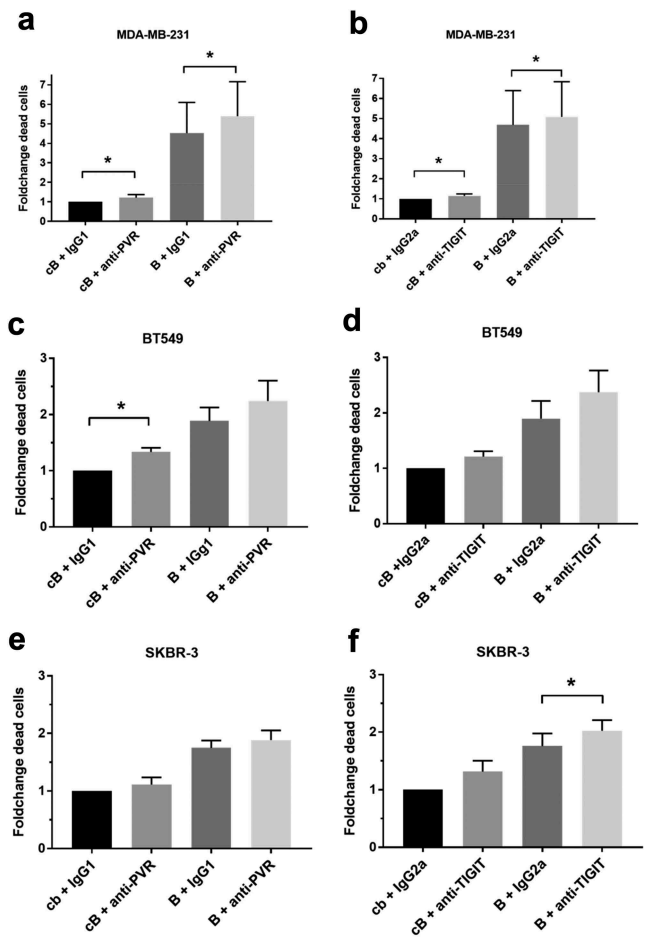 a
MDA-MB-231
Foldchange dead cells
7
6
5
4
3
2
1
0
*
*
cB + IgG1
cB + anti-PVR
B + IgG1
B + anti-PVR
b
MDA-MB-231
Foldchange dead cells
7
6
5
4
3
2
1
0
*
*
cb + IgG2a
cB + anti-TIGIT
B + IgG2a
B + anti-TIGIT
c
BT549
Foldchange dead cells
3
2
1
0
*
cB + IgG1
cB + anti-PVR
B + IGg1
B + anti-PVR
d
BT549
Foldchange dead cells
3
2
1
0
cB +IgG2a
cB + anti-TIGIT
B + IgG2a
B + anti-TIGIT
e
SKBR-3
Foldchange dead cells
3
2
1
0
cb + IgG1
cB + anti-PVR
B + IgG1
B + anti-PVR
f
SKBR-3
Foldchange dead cells
3
2
1
0
*
cb + IgG2a
cB + anti-TIGIT
B + IgG2a
B + anti-TIGIT